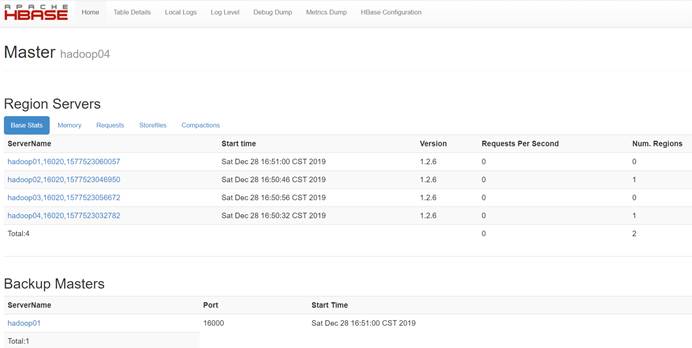 APACHE
HBASE Home Table Details Local Logs Log Level Debug Dump Metrics Dump HBase Configuration
Master hadoop04
Region Servers
Base Stats Memory Requests Storefiles Compactions
ServerName Start time Version Requests Per Second Num. Regions
hadoop01,16020,1577523060057 Sat Dec 28 16:51:00 CST 2019 1.2.6 0 0
hadoop02,16020,1577523046950 Sat Dec 28 16:50:46 CST 2019 1.2.6 0 1
hadoop03,16020,1577523056672 Sat Dec 28 16:50:56 CST 2019 1.2.6 0 0
hadoop04,16020,1577523032782 Sat Dec 28 16:50:32 CST 2019 1.2.6 0 1
Total:4 0 2
Backup Masters
ServerName Port Start Time
hadoop01 16000 Sat Dec 28 16:51:00 CST 2019
Total:1